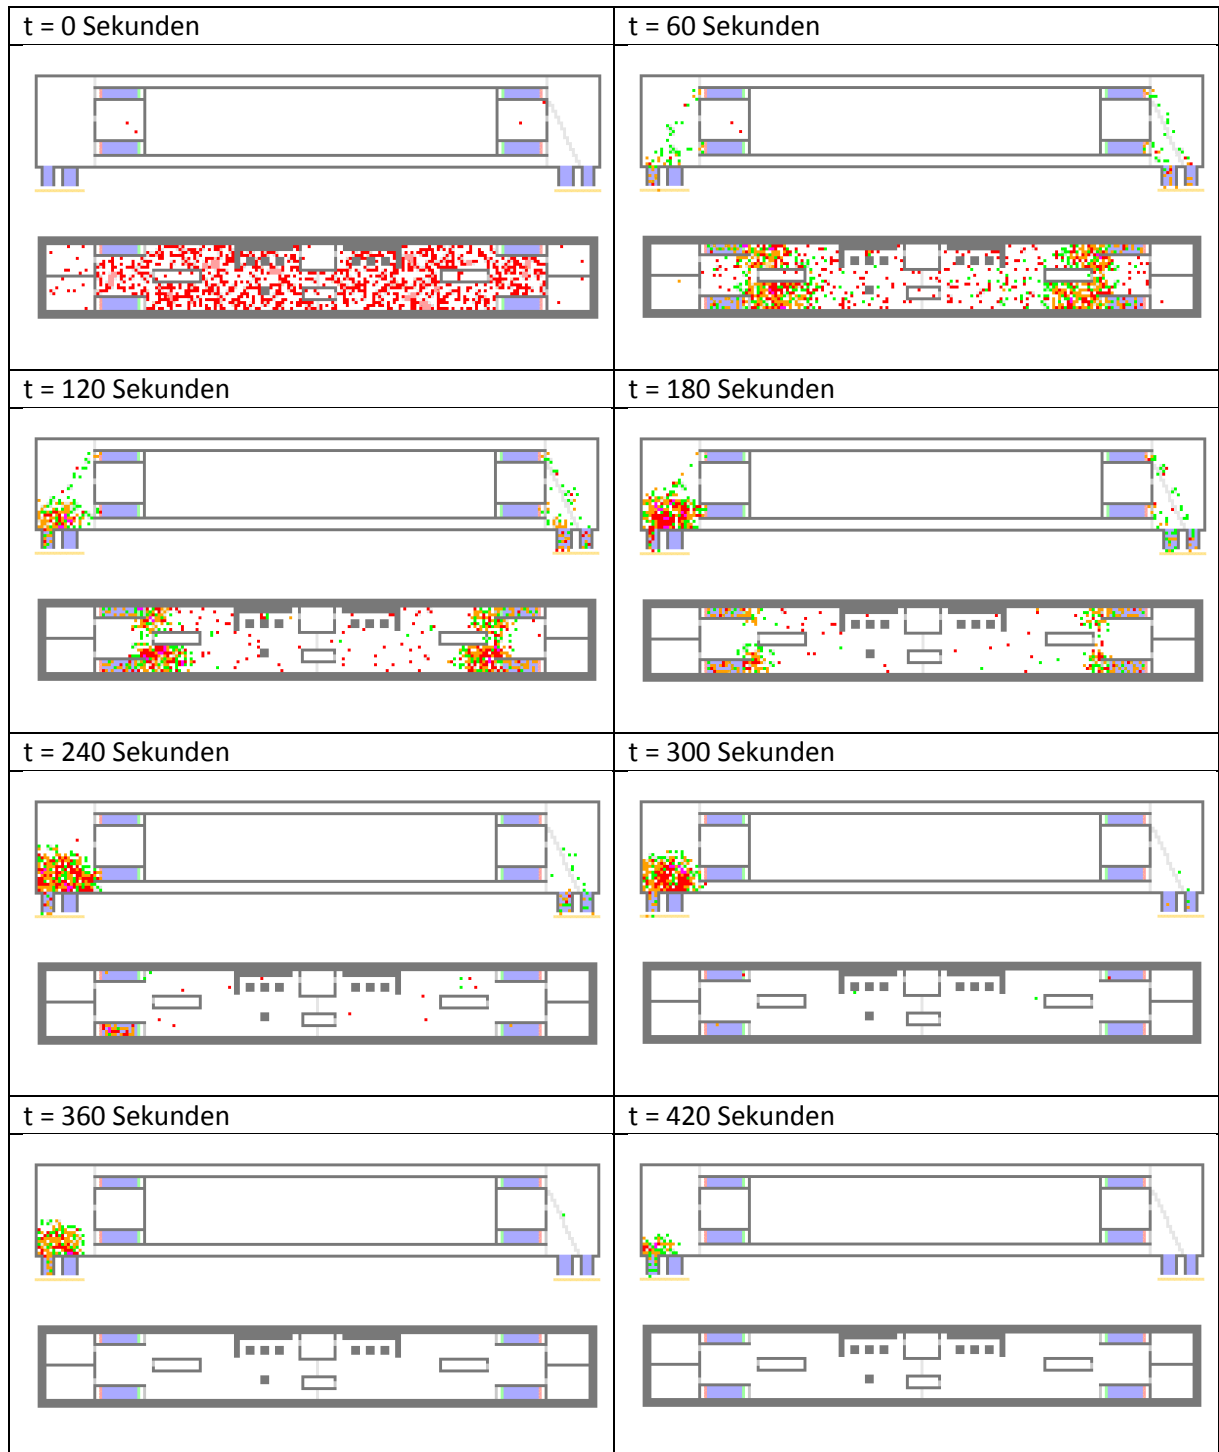 t = 0 Sekunden
t = 60 Sekunden
t = 120 Sekunden
t = 180 Sekunden
t = 240 Sekunden
t = 300 Sekunden
t = 360 Sekunden
t = 420 Sekunden